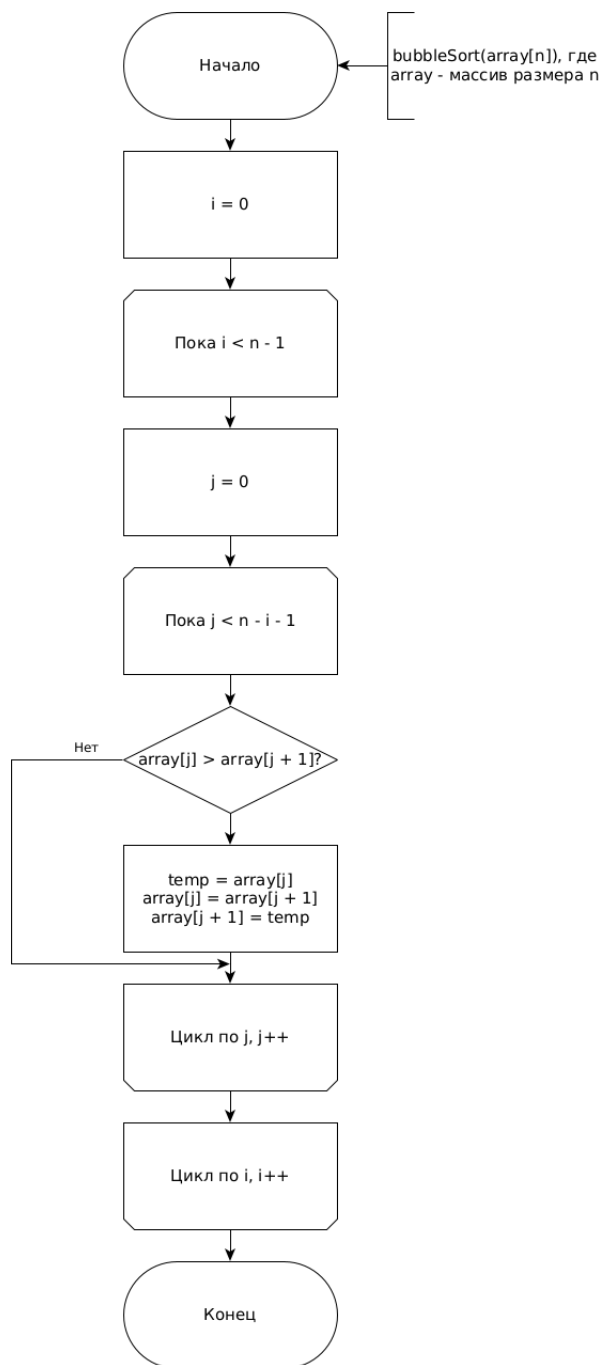 Начало
bubbleSort(array[n]), где
array - массив размера n
i = 0
Пока i < n - 1
j = 0
Пока j < n - i - 1
Нет
array[j] > array[j + 1]?
temp = array[j]
array[j] = array[j + 1]
array[j + 1] = temp
Цикл по j, j++
Цикл по i, i++
Конец